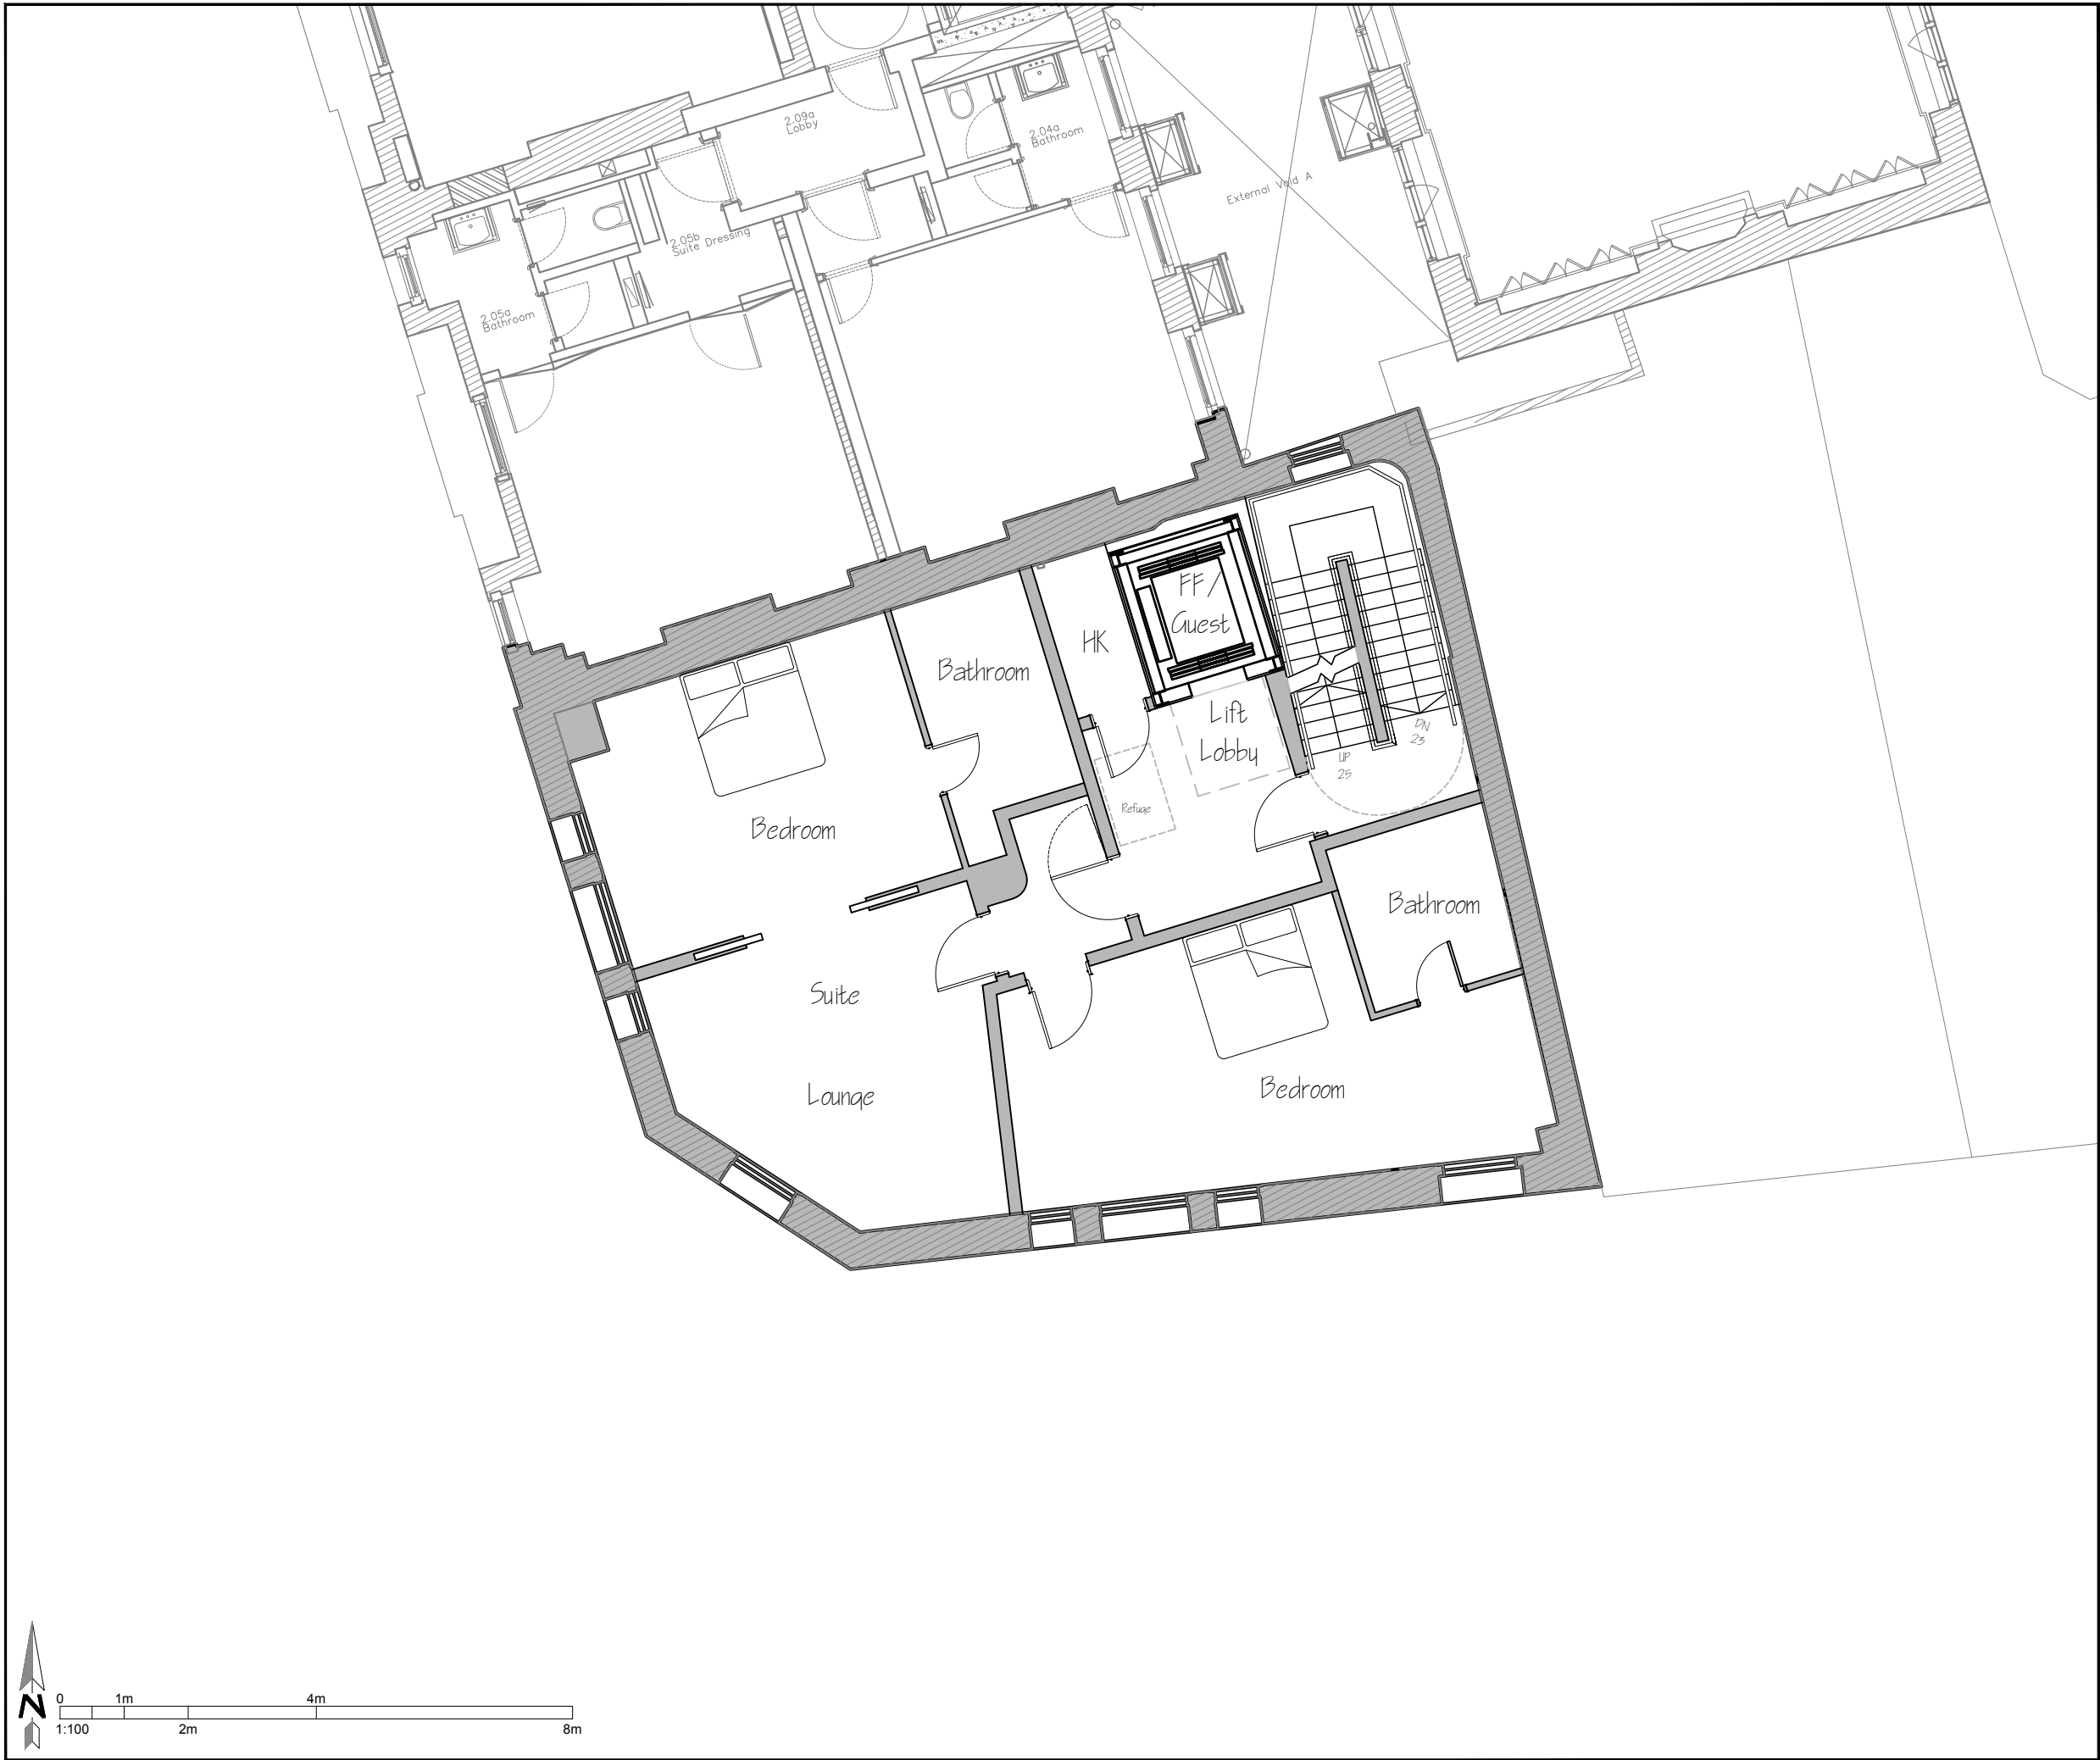 2.09a
Lobby
2.04a
Bathroom
External Void A
2.05b
Suite Dressing
2.05a
Bathroom
FF/
Guest
HK
Bathroom
Lift
Lobby
DN
23
UP
25
Refuge
Bedroom
Bathroom
Suite
Lounge
Bedroom
N
0 1m 4m
1:100 2m 8m